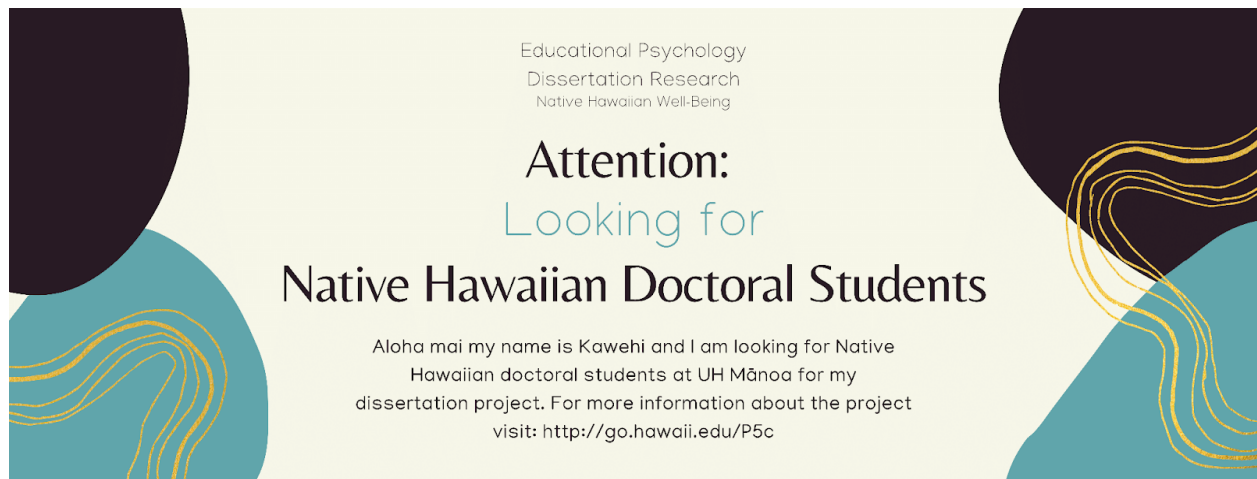 Educational Psychology
Dissertation Research
Native Hawaiian Well-Being
Attention:
Looking for
Native Hawaiian Doctoral Students
Aloha mai my name is Kawehi and I am looking for Native
Hawaiian doctoral students at UH Mānoa for my
dissertation project. For more information about the project
visit: http://go.hawaii.edu/P5c